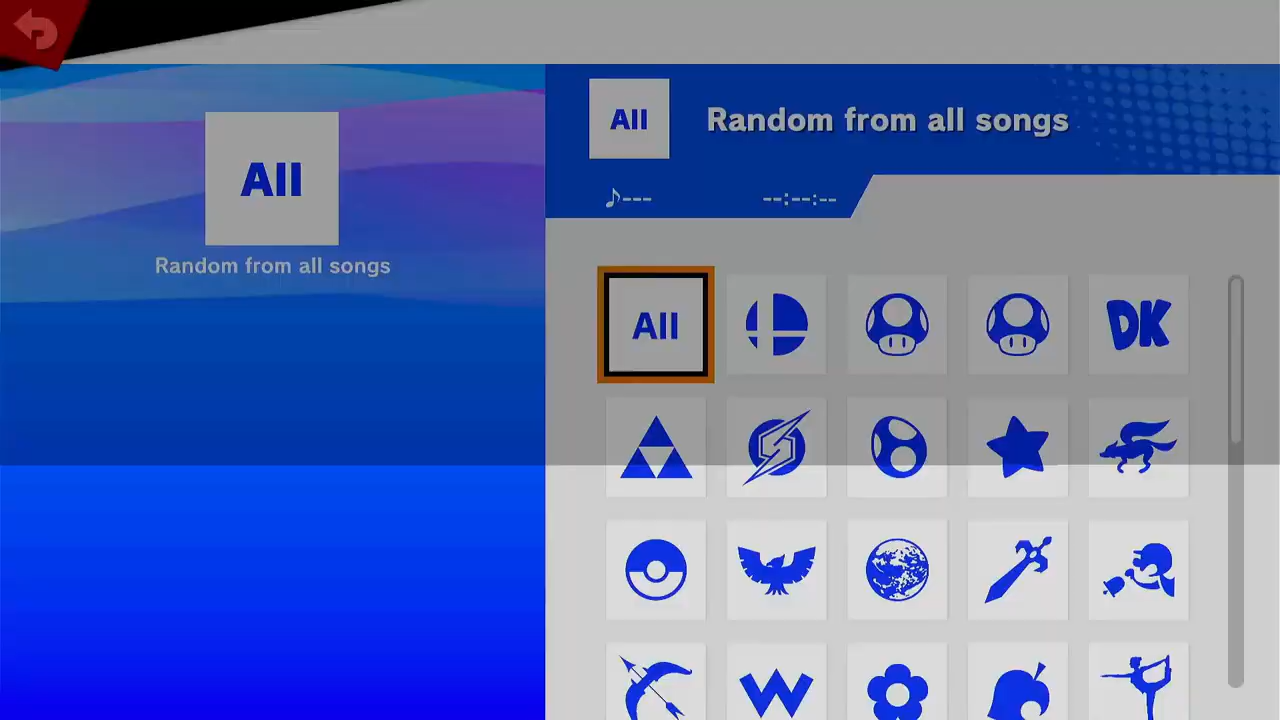 All
Random from all songs
♪---
--:--:--
All
Random from all songs
All
DK
W